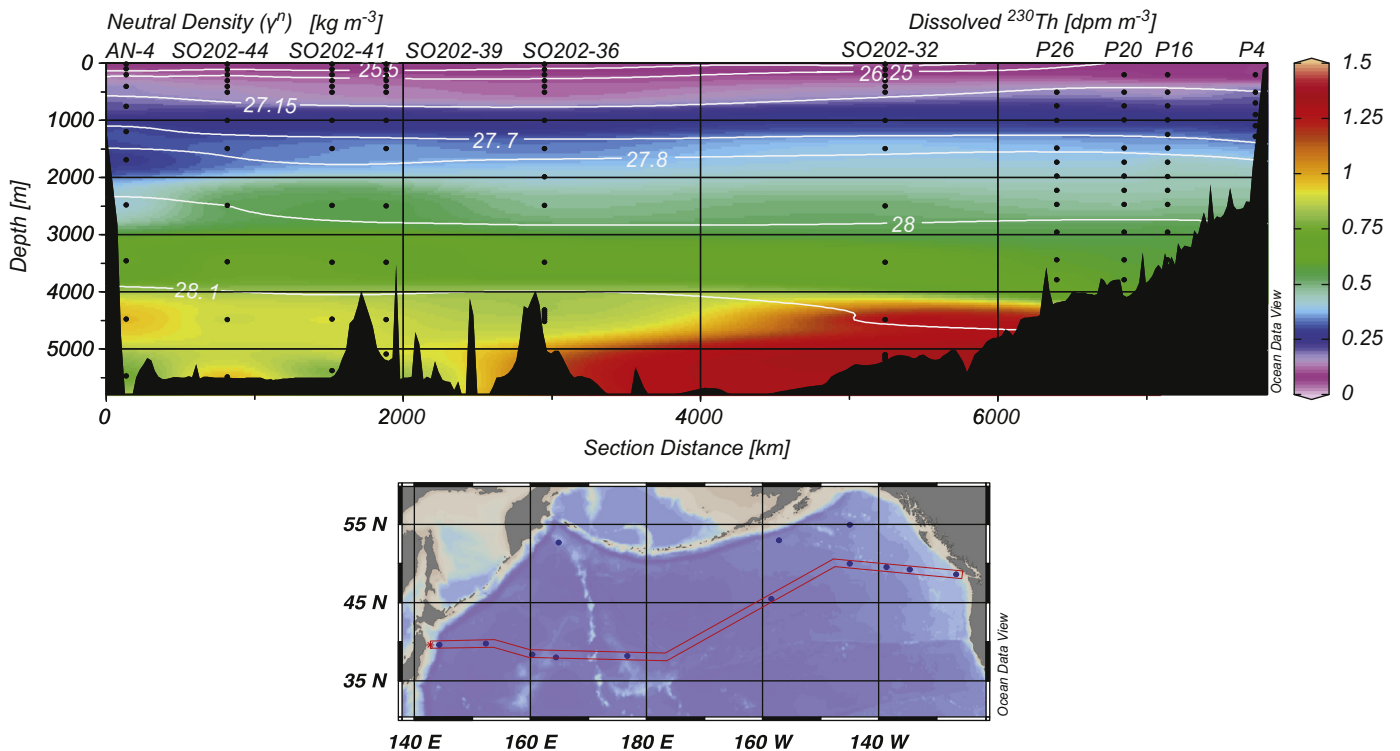 Neutral Density (γⁿ) [kg m⁻³] Dissolved ²³⁰Th [dpm m⁻³]
AN-4 SO202-44 SO202-41 SO202-39 SO202-36 SO202-32 P26 P20 P16 P4
0
1000
2000
3000
4000
5000
Depth [m]
25.5
26.25
27.15
27.7
27.8
28
28.1
1.5
1.25
1
0.75
0.5
0.25
0
Ocean Data View
0 2000 4000 6000
Section Distance [km]
55 N
45 N
35 N
140 E 160 E 180 E 160 W 140 W
Ocean Data View